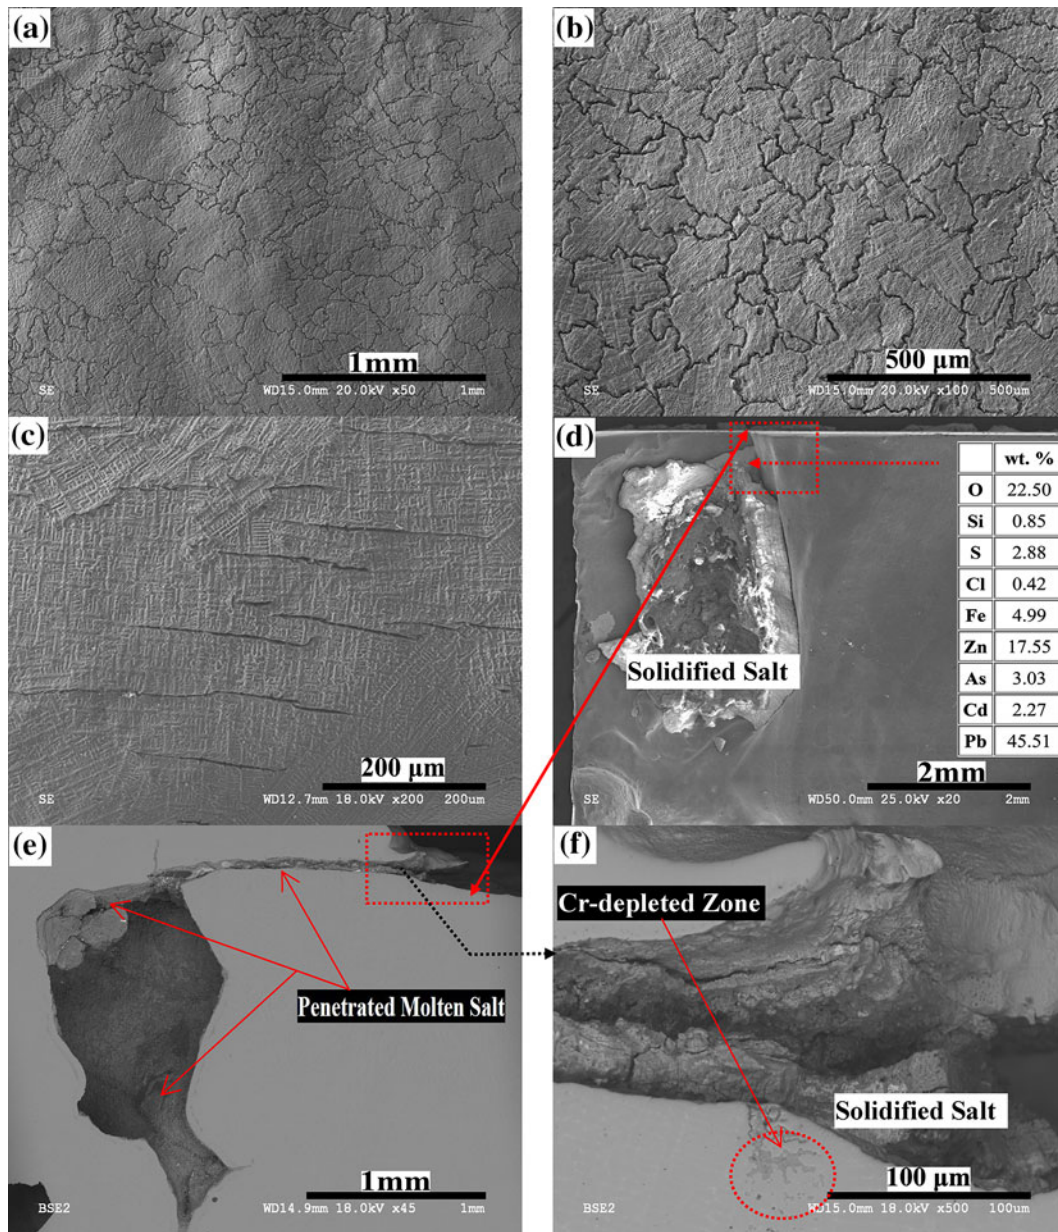 (a)
1mm
SE
WD15.0mm 20.0kV x50 1mm
(b)
500 μm
SE
WD15.0mm 20.0kV x100 500um
(c)
200 μm
SE
WD12.7mm 18.0kV x200 200um
(d)
wt. %
O 22.50
Si 0.85
S 2.88
Cl 0.42
Fe 4.99
Zn 17.55
As 3.03
Cd 2.27
Pb 45.51
Solidified Salt
2mm
SE
WD50.0mm 25.0kV x20 2mm
(e)
Penetrated Molten Salt
1mm
BSE2
WD14.9mm 18.0kV x45 1mm
(f)
Cr-depleted Zone
Solidified Salt
100 μm
BSE2
WD15.0mm 18.0kV x500 100um